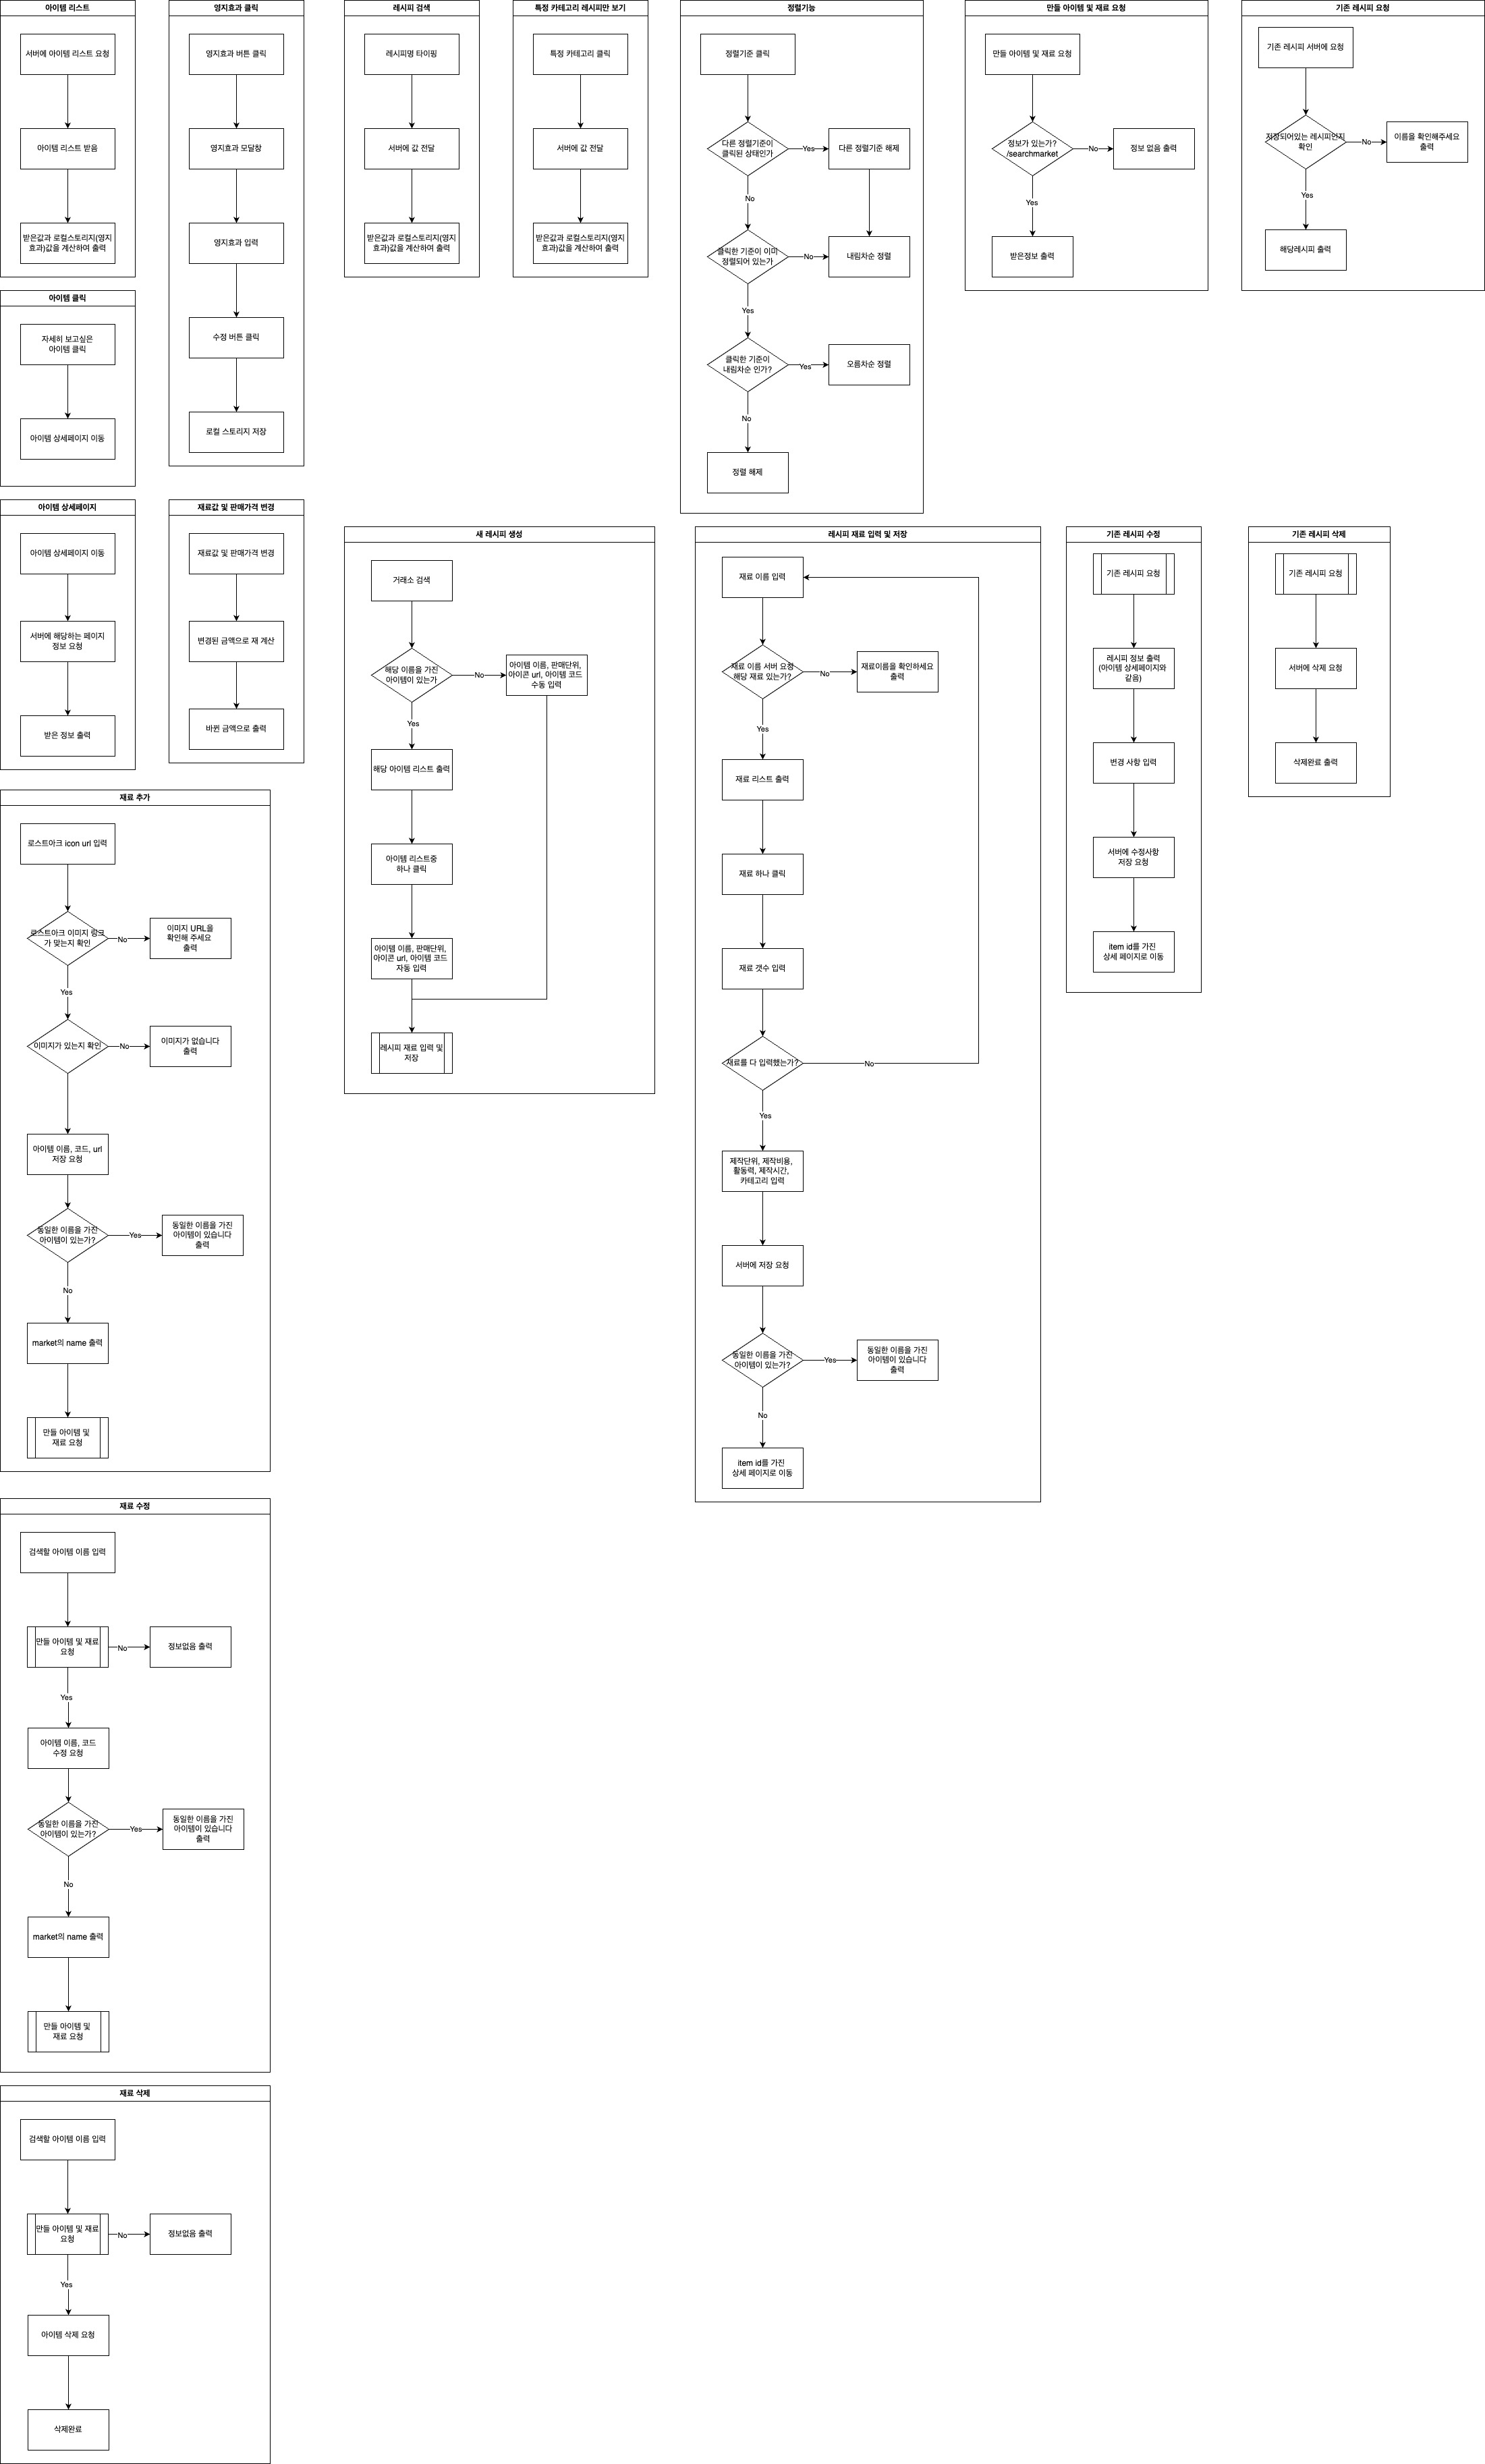 아이템 리스트
서버에 아이템 리스트 요청
아이템 리스트 받음
받은값과 로컬스토리지(영지
효과)값을 계산하여 출력
영지효과 클릭
영지효과 버튼 클릭
영지효과 모달창
영지효과 입력
수정 버튼 클릭
로컬 스토리지 저장
레시피 검색
레시피명 타이핑
서버에 값 전달
받은값과 로컬스토리지(영지
효과)값을 계산하여 출력
특정 카테고리 레시피만 보기
특정 카테고리 클릭
서버에 값 전달
받은값과 로컬스토리지(영지
효과)값을 계산하여 출력
정렬기능
정렬기준 클릭
다른 정렬기준이
클릭된 상태인가
Yes
다른 정렬기준 해제
No
클릭한 기준이 이미
정렬되어 있는가
No
내림차순 정렬
Yes
클릭한 기준이
내림차순 인가?
Yes
오름차순 정렬
No
정렬 해제
만들 아이템 및 재료 요청
만들 아이템 및 재료 요청
정보가 있는가?
/searchmarket
No
정보 없음 출력
Yes
받은정보 출력
기존 레시피 요청
기존 레시피 서버에 요청
저장되어있는 레시피인지
확인
No
이름을 확인해주세요
출력
Yes
해당레시피 출력
아이템 클릭
자세히 보고싶은
아이템 클릭
아이템 상세페이지 이동
아이템 상세페이지
아이템 상세페이지 이동
서버에 해당하는 페이지
정보 요청
받은 정보 출력
재료값 및 판매가격 변경
재료값 및 판매가격 변경
변경된 금액으로 재 계산
바뀐 금액으로 출력
새 레시피 생성
거래소 검색
해당 이름을 가진
아이템이 있는가
No
아이템 이름, 판매단위,
아이콘 url, 아이템 코드
수동 입력
Yes
해당 아이템 리스트 출력
아이템 리스트중
하나 클릭
아이템 이름, 판매단위,
아이콘 url, 아이템 코드
자동 입력
레시피 재료 입력 및
저장
레시피 재료 입력 및 저장
재료 이름 입력
재료 이름 서버 요청
해당 재료 있는가?
No
재료이름을 확인하세요
출력
Yes
재료 리스트 출력
재료 하나 클릭
재료 갯수 입력
재료를 다 입력했는가?
No
Yes
제작단위, 제작비용,
활동력, 제작시간,
카테고리 입력
서버에 저장 요청
동일한 이름을 가진
아이템이 있는가?
Yes
동일한 이름을 가진
아이템이 있습니다
출력
No
item id를 가진
상세 페이지로 이동
기존 레시피 수정
기존 레시피 요청
레시피 정보 출력
(아이템 상세페이지와
같음)
변경 사항 입력
서버에 수정사항
저장 요청
item id를 가진
상세 페이지로 이동
기존 레시피 삭제
기존 레시피 요청
서버에 삭제 요청
삭제완료 출력
재료 추가
로스트아크 icon url 입력
로스트아크 이미지 링크
가 맞는지 확인
No
이미지 URL을
확인해 주세요
출력
Yes
이미지가 있는지 확인
No
이미지가 없습니다
출력
아이템 이름, 코드, url
저장 요청
동일한 이름을 가진
아이템이 있는가?
Yes
동일한 이름을 가진
아이템이 있습니다
출력
No
market의 name 출력
만들 아이템 및
재료 요청
재료 수정
검색할 아이템 이름 입력
만들 아이템 및 재료
요청
No
정보없음 출력
Yes
아이템 이름, 코드
수정 요청
동일한 이름을 가진
아이템이 있는가?
Yes
동일한 이름을 가진
아이템이 있습니다
출력
No
market의 name 출력
만들 아이템 및
재료 요청
재료 삭제
검색할 아이템 이름 입력
만들 아이템 및 재료
요청
No
정보없음 출력
Yes
아이템 삭제 요청
삭제완료